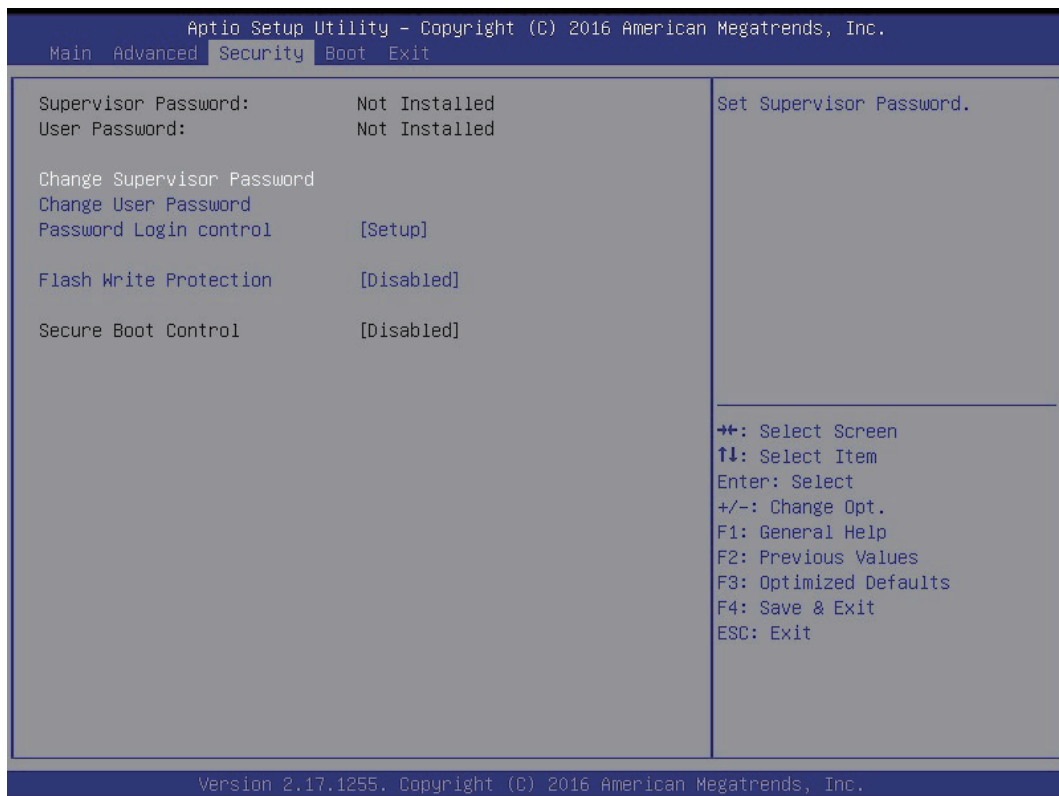 Aptio Setup Utility – Copyright (C) 2016 American Megatrends, Inc.
Main Advanced Security Boot Exit
Supervisor Password: Not Installed
User Password: Not Installed
Change Supervisor Password
Change User Password
Password Login control [Setup]
Flash Write Protection [Disabled]
Secure Boot Control [Disabled]
Set Supervisor Password.
→←: Select Screen
↑↓: Select Item
Enter: Select
+/-: Change Opt.
F1: General Help
F2: Previous Values
F3: Optimized Defaults
F4: Save & Exit
ESC: Exit
Version 2.17.1255. Copyright (C) 2016 American Megatrends, Inc.